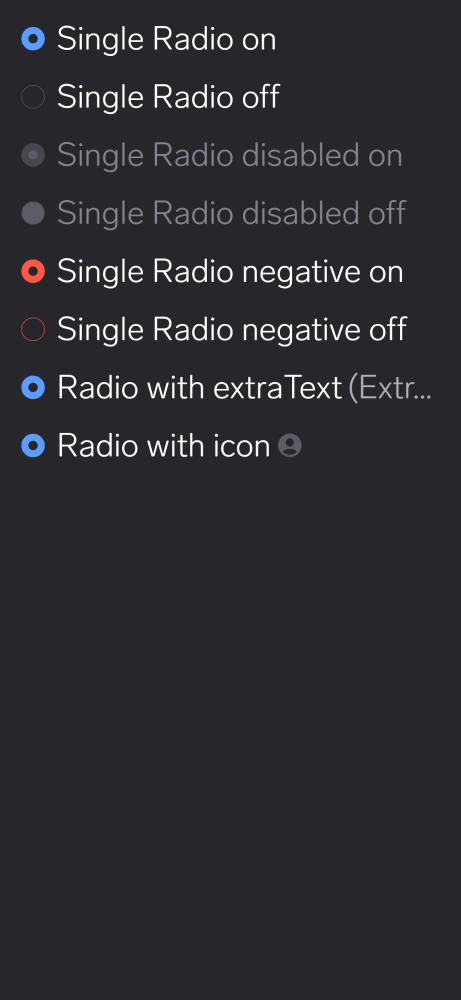 Single Radio on
Single Radio off
Single Radio disabled on
Single Radio disabled off
Single Radio negative on
Single Radio negative off
Radio with extraText (Extr...
Radio with icon